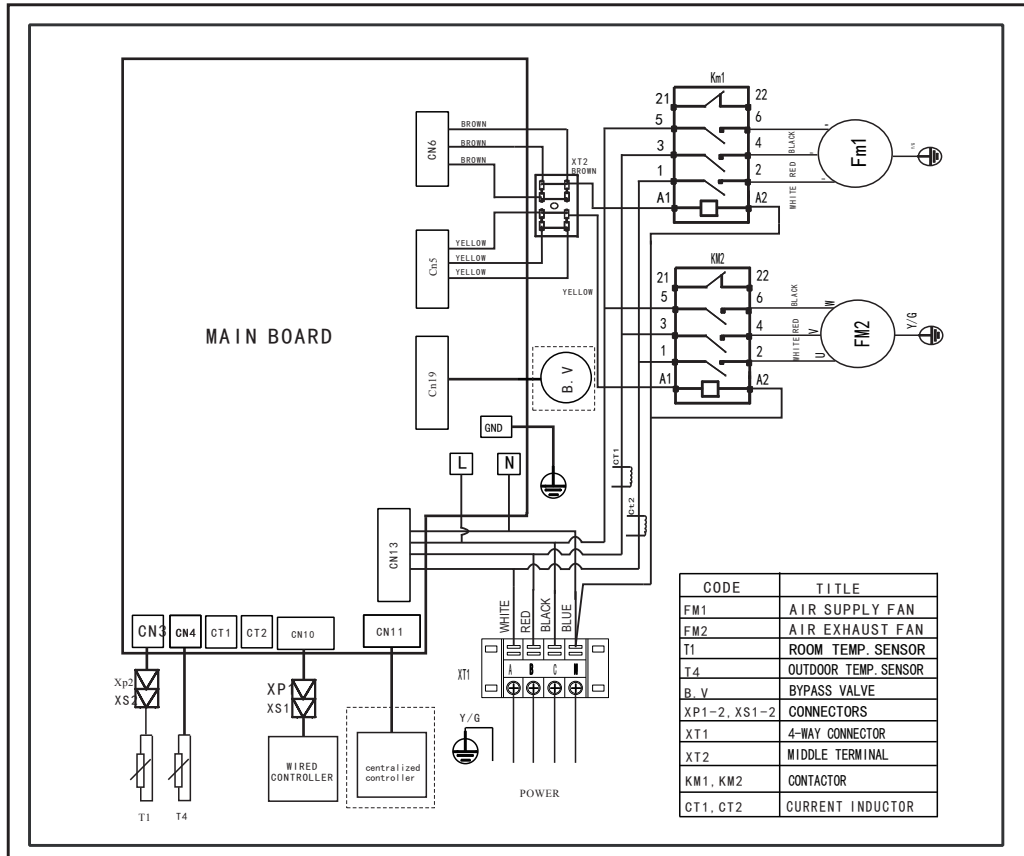 MAIN BOARD
CN6
BROWN
BROWN
BROWN
XT2
BROWN
Cn5
YELLOW
YELLOW
YELLOW
YELLOW
Cn19
B. V
GND
L
N
CN13
Km1
21
22
5
6
3
4
1
2
A1
A2
BLACK
RED
WHITE
Fm1
KM2
21
22
5
6
3
4
1
2
A1
A2
BLACK
RED
WHITE
W
V
U
FM2
Y/G
CT1
Ct2
CN3
CN4
CT1
CT2
CN10
CN11
Xp2
XS2
XP1
XS1
T1
T4
WIRED
CONTROLLER
centralized
controller
WHITE
RED
BLACK
BLUE
XT1
A B C N
Y/G
POWER
CODE TITLE
FM1 AIR SUPPLY FAN
FM2 AIR EXHAUST FAN
T1 ROOM TEMP. SENSOR
T4 OUTDOOR TEMP. SENSOR
B. V BYPASS VALVE
XP1-2, XS1-2 CONNECTORS
XT1 4-WAY CONNECTOR
XT2 MIDDLE TERMINAL
KM1, KM2 CONTACTOR
CT1, CT2 CURRENT INDUCTOR